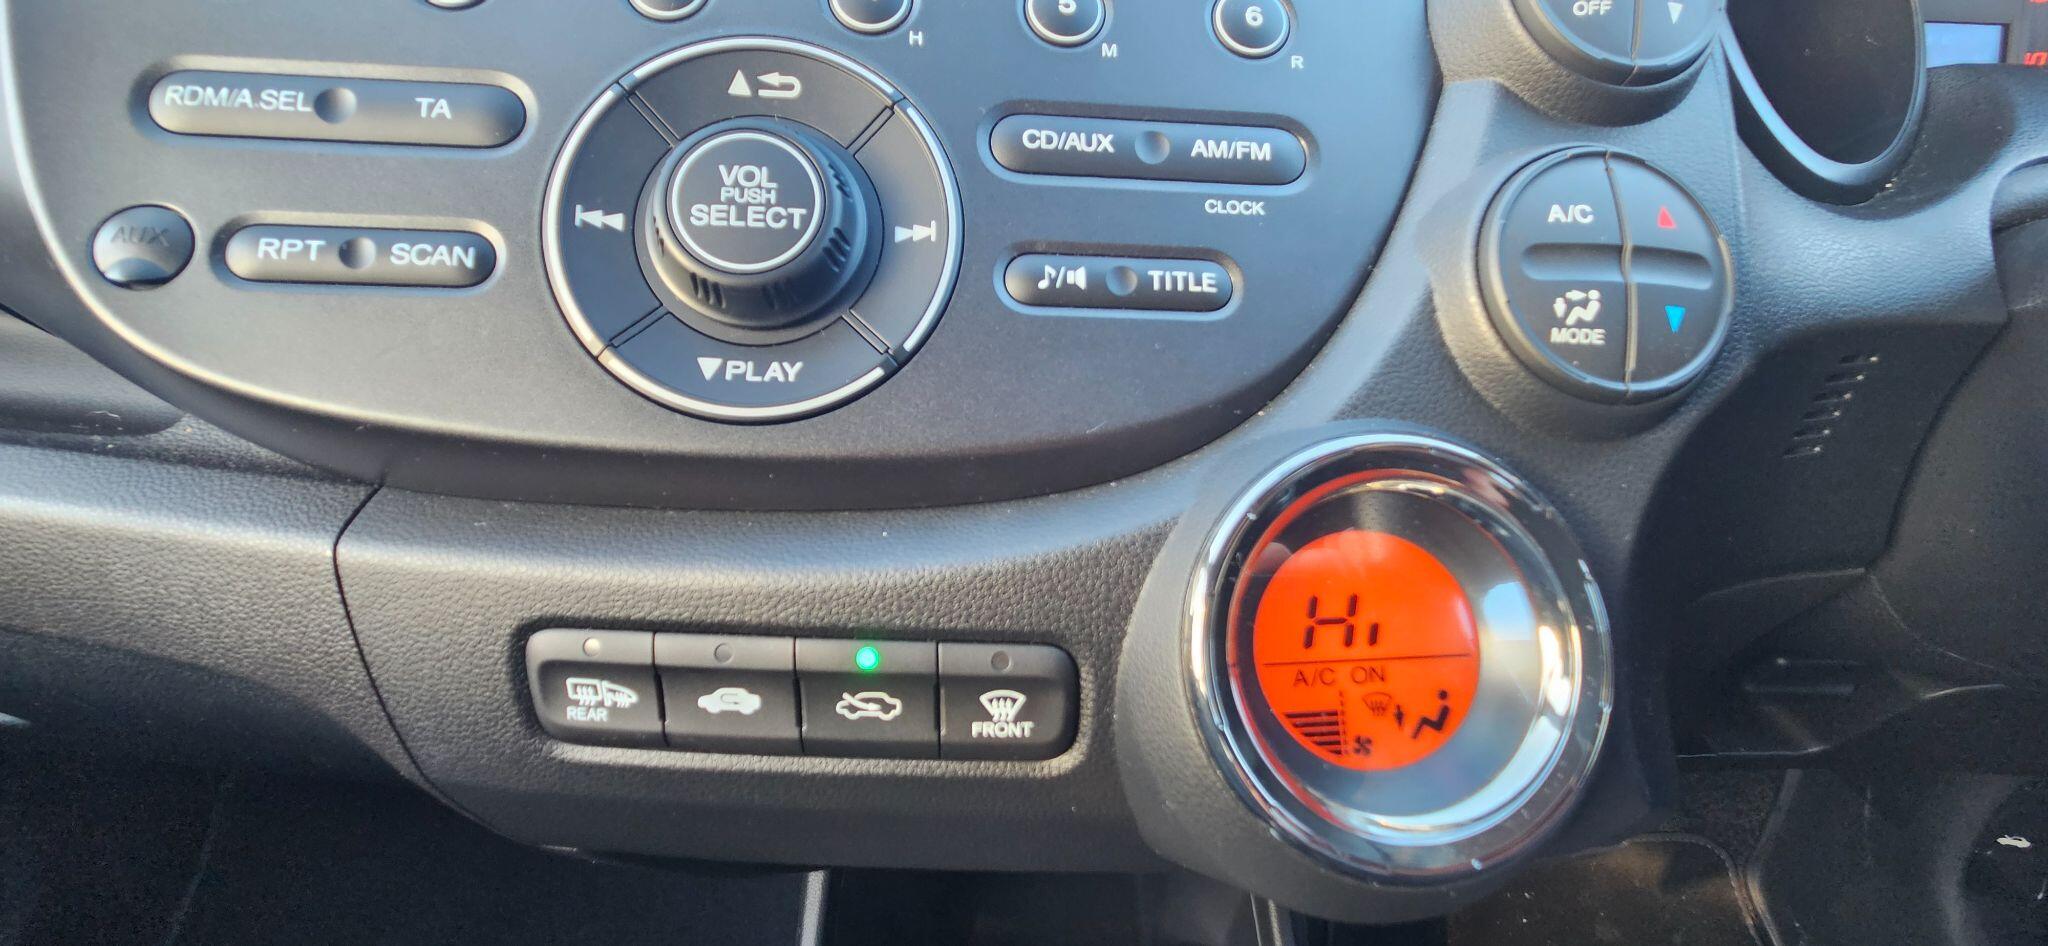 5
6
OFF
H
M
R
RDM/A.SEL
TA
CD/AUX
AM/FM
CLOCK
A/C
MODE
AUX
RPT
SCAN
VOL
PUSH
SELECT
TITLE
PLAY
Hi
A/C ON
REAR
FRONT